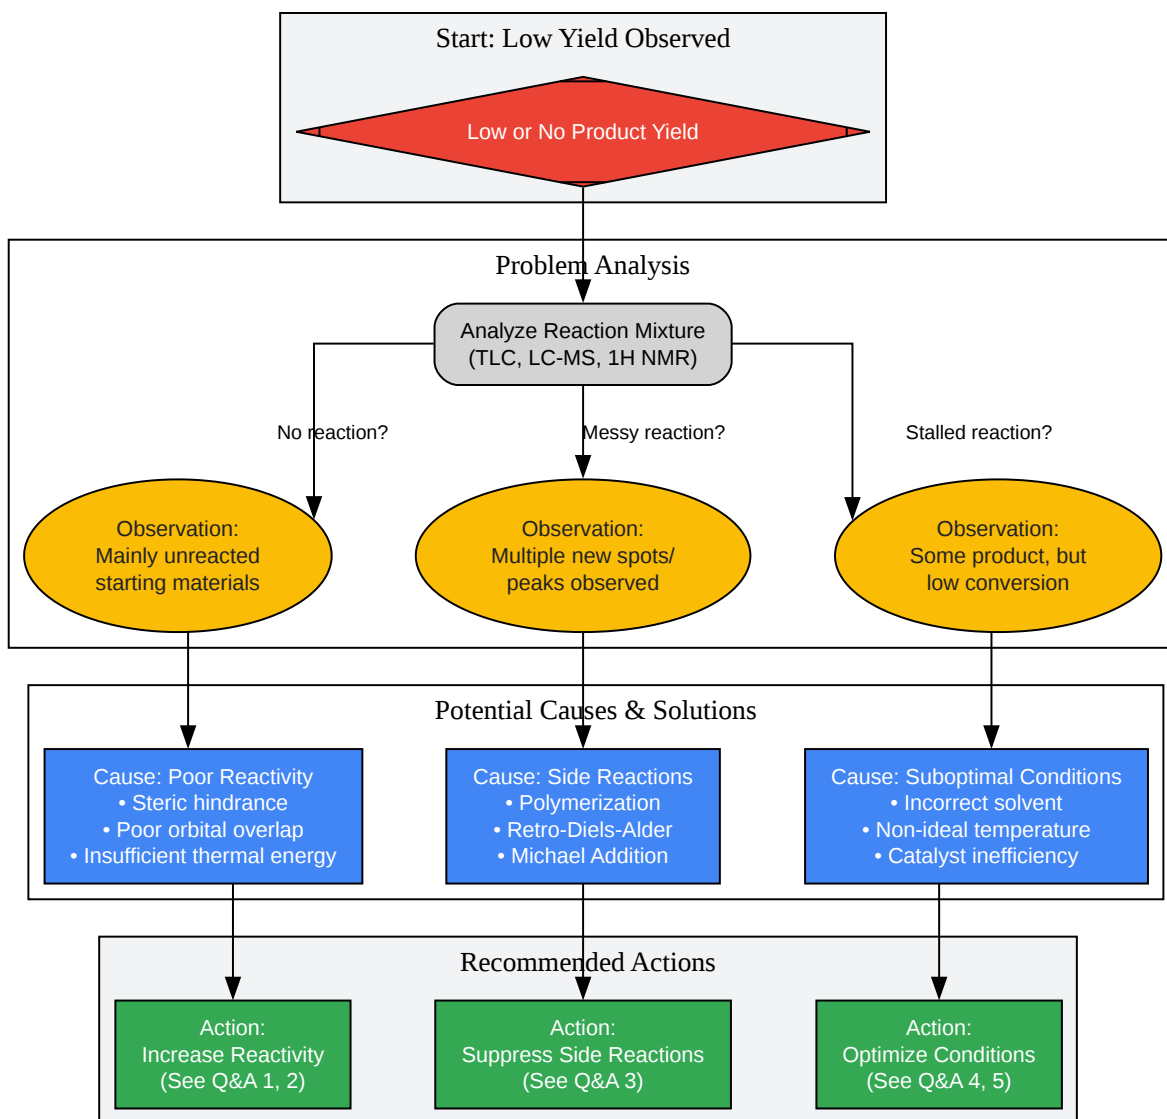 Start: Low Yield Observed
Low or No Product Yield
Problem Analysis
Analyze Reaction Mixture
(TLC, LC-MS, 1H NMR)
No reaction?
Messy reaction?
Stalled reaction?
Observation:
Mainly unreacted
starting materials
Observation:
Multiple new spots/
peaks observed
Observation:
Some product, but
low conversion
Potential Causes & Solutions
Cause: Poor Reactivity
• Steric hindrance
• Poor orbital overlap
• Insufficient thermal energy
Cause: Side Reactions
• Polymerization
• Retro-Diels-Alder
• Michael Addition
Cause: Suboptimal Conditions
• Incorrect solvent
• Non-ideal temperature
• Catalyst inefficiency
Recommended Actions
Action:
Increase Reactivity
(See Q&A 1, 2)
Action:
Suppress Side Reactions
(See Q&A 3)
Action:
Optimize Conditions
(See Q&A 4, 5)